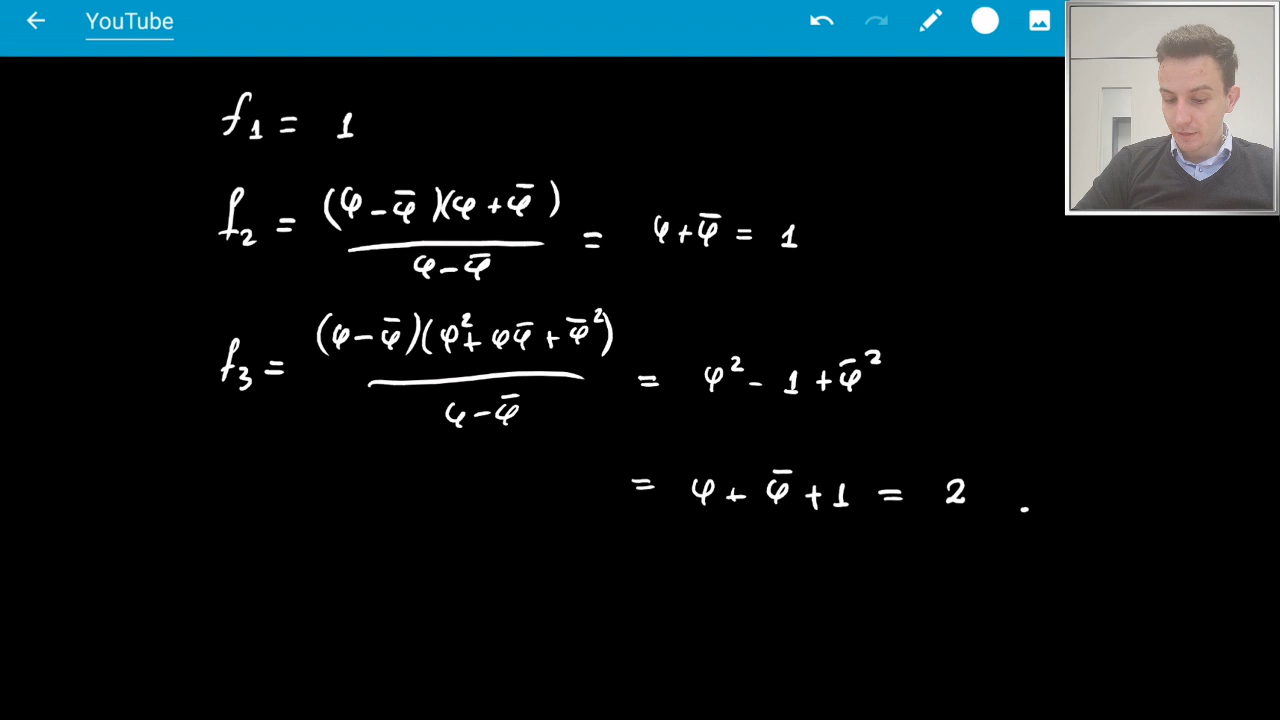 YouTube
f₁ = 1
f₂ = (φ - φ̄)(φ + φ̄) / φ - φ̄ = φ + φ̄ = 1
f₃ = (φ - φ̄)(φ² + φφ̄ + φ̄²) / φ - φ̄ = φ² - 1 + φ̄²
= φ + φ̄ + 1 = 2 .